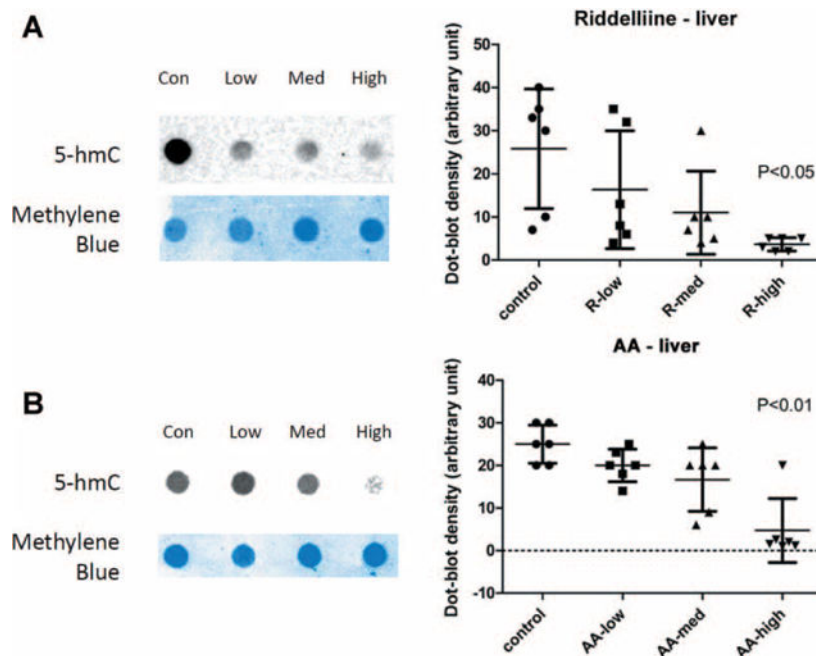 A
Con Low Med High
5-hmC
Methylene
Blue
Riddelliine - liver
Dot-blot density (arbitrary unit)
50
40
30
20
10
0
P<0.05
control R-low R-med R-high
B
Con Low Med High
5-hmC
Methylene
Blue
AA - liver
Dot-blot density (arbitrary unit)
40
30
20
10
0
-10
P<0.01
control AA-low AA-med AA-high